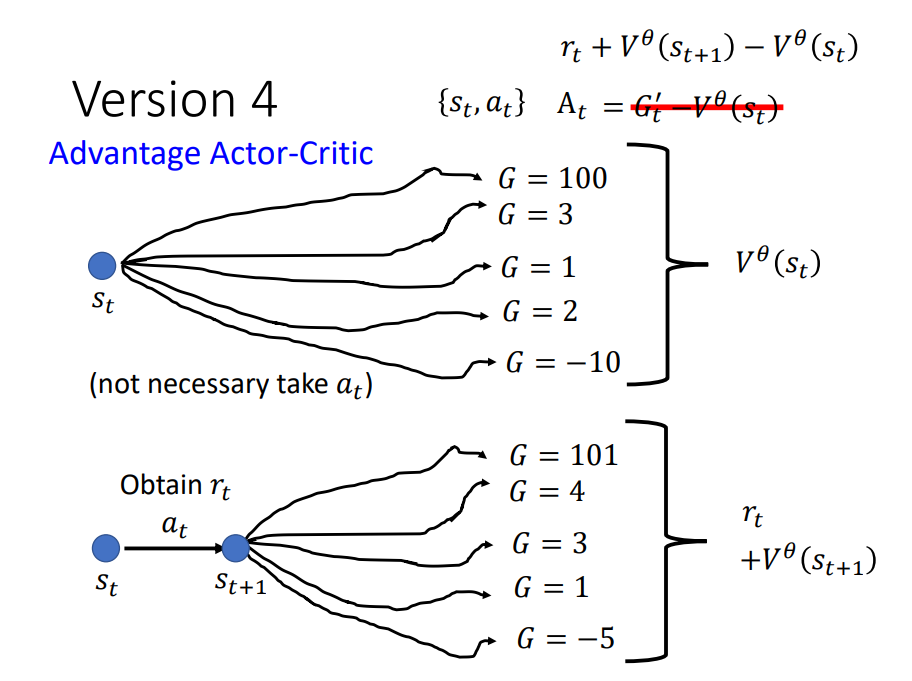 r_t + V^θ(s_{t+1}) − V^θ(s_t)
Version 4
{s_t, a_t} A_t = G'_t − V^θ(s_t)
Advantage Actor-Critic
G = 100
G = 3
G = 1
G = 2
G = −10
V^θ(s_t)
s_t
(not necessary take a_t)
Obtain r_t
a_t
s_t
s_{t+1}
G = 101
G = 4
G = 3
G = 1
G = −5
r_t
+V^θ(s_{t+1})